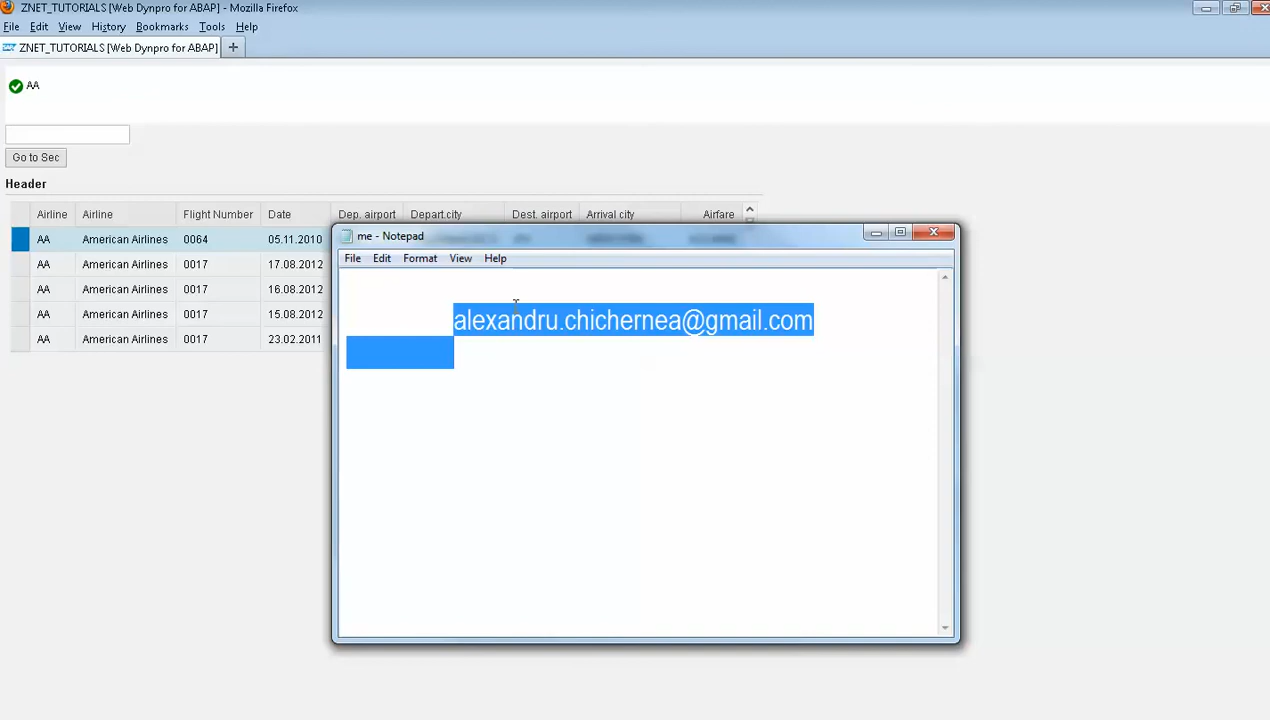 ZNET_TUTORIALS [Web Dynpro for ABAP] - Mozilla Firefox
File Edit View History Bookmarks Tools Help
ZNET_TUTORIALS [Web Dynpro for ABAP] +
AA
Go to Sec
Header
Airline Airline Flight Number Date Dep. airport Depart.city Dest. airport Arrival city Airfare
AA American Airlines 0064 05.11.2010
AA American Airlines 0017 17.08.2012
AA American Airlines 0017 16.08.2012
AA American Airlines 0017 15.08.2012
AA American Airlines 0017 23.02.2011
me - Notepad
File Edit Format View Help
alexandru.chichernea@gmail.com